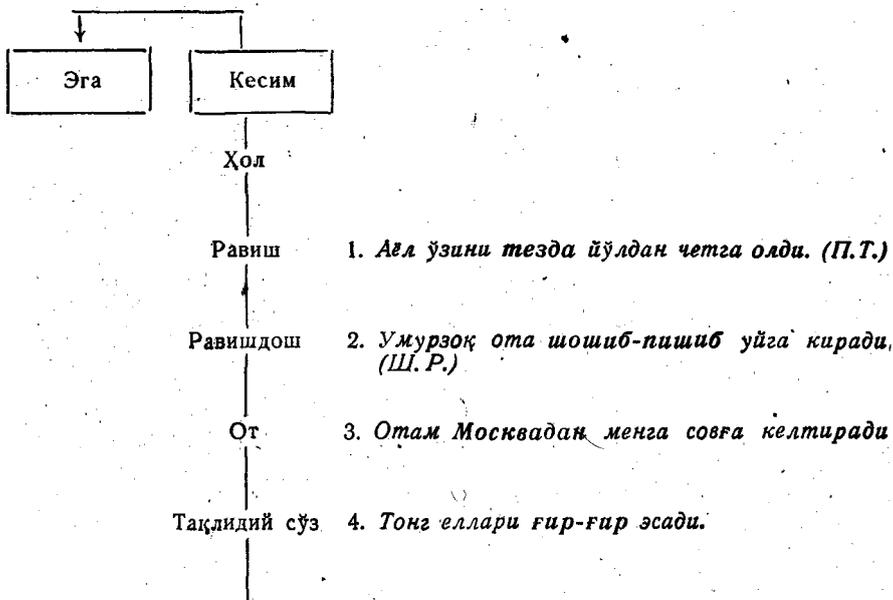 Эга
Кесим
Ҳол
Равиш 1. Аёл ўзини тезда йўлдан четга олди. (П.Т.)
Равишдош 2. Умурзоқ ота шошиб-пишиб уйга киради.
(Ш. Р.)
От 3. Отам Москвадан менга совға келтиради
Тақлидий сўз 4. Тонг еллари ғир-ғир эсади.